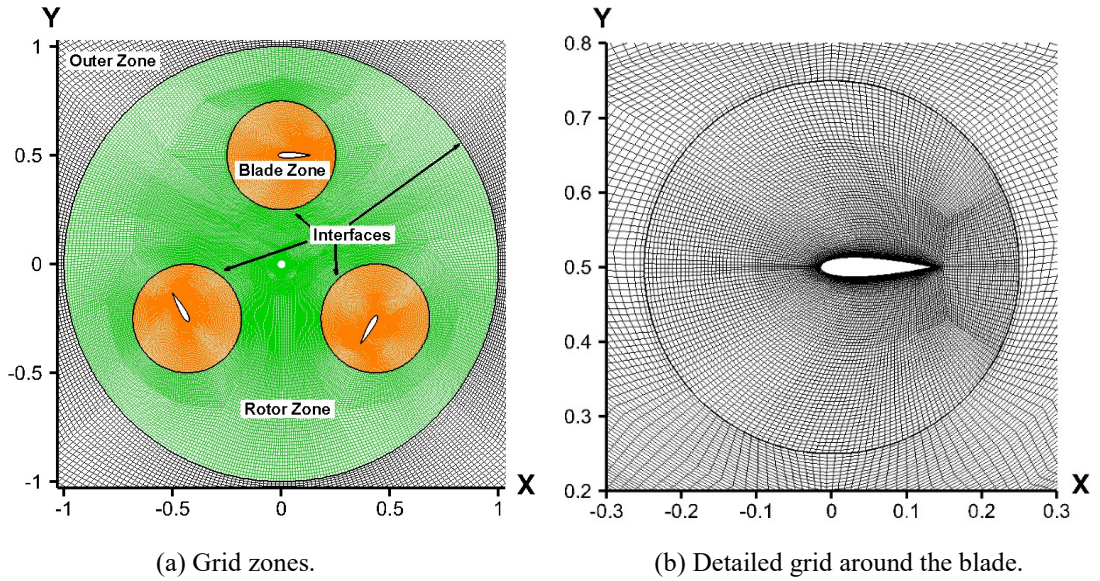 Y
1
Outer Zone
0.5
Blade Zone
Interfaces
0
-0.5
Rotor Zone
-1
X
-1 -0.5 0 0.5 1
(a) Grid zones.
Y
0.8
0.7
0.6
0.5
0.4
0.3
0.2
X
-0.3 -0.2 -0.1 0 0.1 0.2 0.3
(b) Detailed grid around the blade.